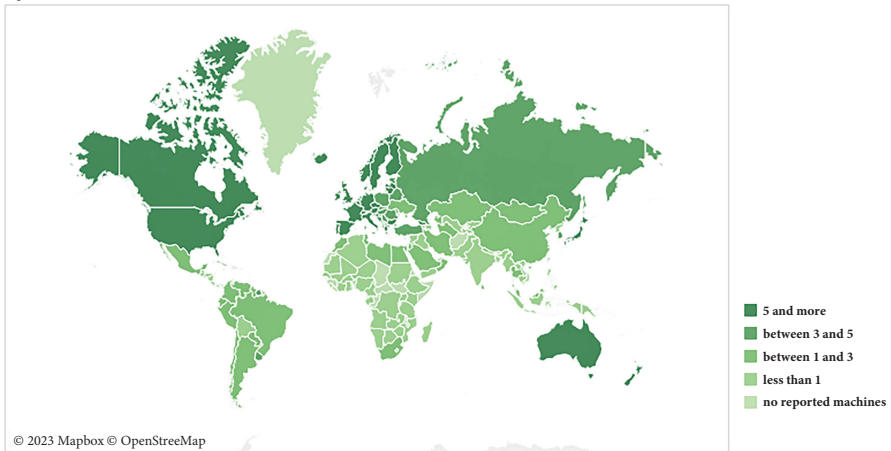 5 and more
between 3 and 5
between 1 and 3
less than 1
no reported machines
© 2023 Mapbox © OpenStreetMap